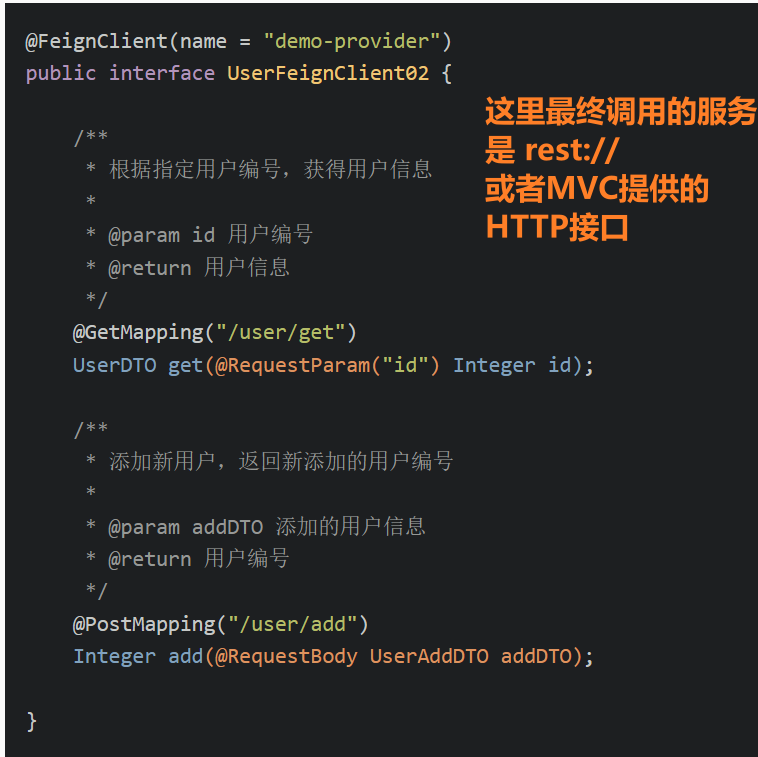 @FeignClient(name = "demo-provider")
public interface UserFeignClient02 {
这里最终调用的服务
是 rest://
或者MVC提供的
HTTP接口
/**
* 根据指定用户编号，获得用户信息
*
* @param id 用户编号
* @return 用户信息
*/
@GetMapping("/user/get")
UserDTO get(@RequestParam("id") Integer id);
/**
* 添加新用户，返回新添加的用户编号
*
* @param addDTO 添加的用户信息
* @return 用户编号
*/
@PostMapping("/user/add")
Integer add(@RequestBody UserAddDTO addDTO);
}